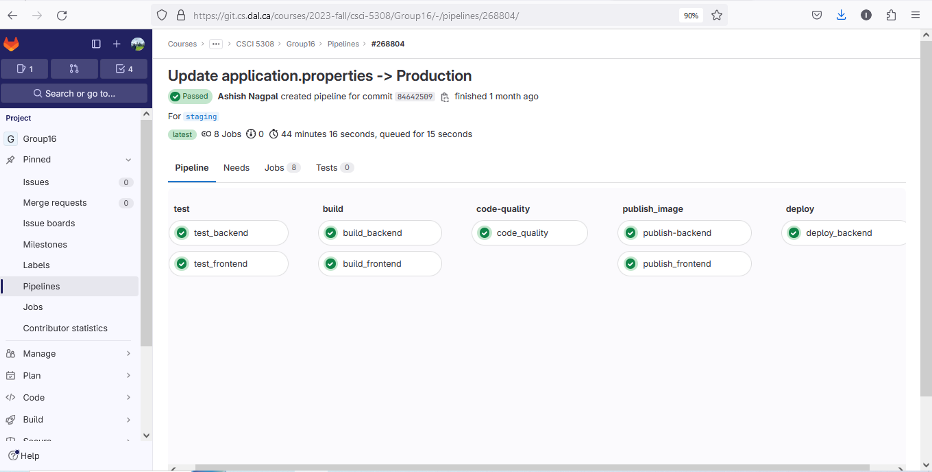 https://git.cs.dal.ca/courses/2023-fall/csci-5308/Group16/-/pipelines/268804/
90%
1
4
Search or go to...
Project
G Group16
Pinned
Issues 0
Merge requests 0
Issue boards
Milestones
Labels
Pipelines
Jobs
Contributor statistics
Manage
Plan
Code
Build
Secure
Help
Courses ... CSCI 5308 Group16 Pipelines #268804
Update application.properties -> Production
Passed Ashish Nagpal created pipeline for commit 84642509 finished 1 month ago
For staging
latest 8 Jobs 0 44 minutes 16 seconds, queued for 15 seconds
Pipeline Needs Jobs 8 Tests 0
test build code-quality publish_image deploy
test_backend build_backend code_quality publish-backend deploy_backend
test_frontend build_frontend publish_frontend